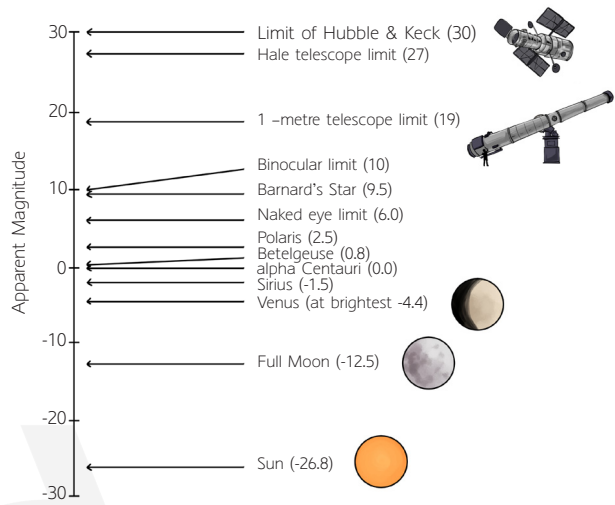 30
Limit of Hubble & Keck (30)
Hale telescope limit (27)
20
1 –metre telescope limit (19)
Binocular limit (10)
10
Barnard's Star (9.5)
Naked eye limit (6.0)
Polaris (2.5)
Betelgeuse (0.8)
0
alpha Centauri (0.0)
Sirius (-1.5)
Venus (at brightest -4.4)
-10
Full Moon (-12.5)
-20
Sun (-26.8)
-30
Apparent Magnitude